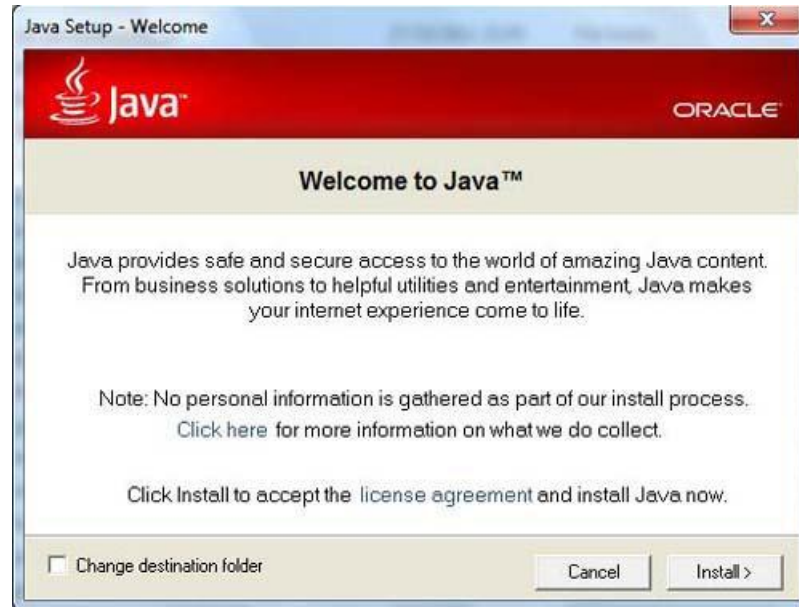 Java Setup - Welcome
Java™
ORACLE
Welcome to Java™
Java provides safe and secure access to the world of amazing Java content.
From business solutions to helpful utilities and entertainment, Java makes
your internet experience come to life.
Note: No personal information is gathered as part of our install process.
Click here for more information on what we do collect.
Click Install to accept the license agreement and install Java now.
Change destination folder
Cancel
Install >